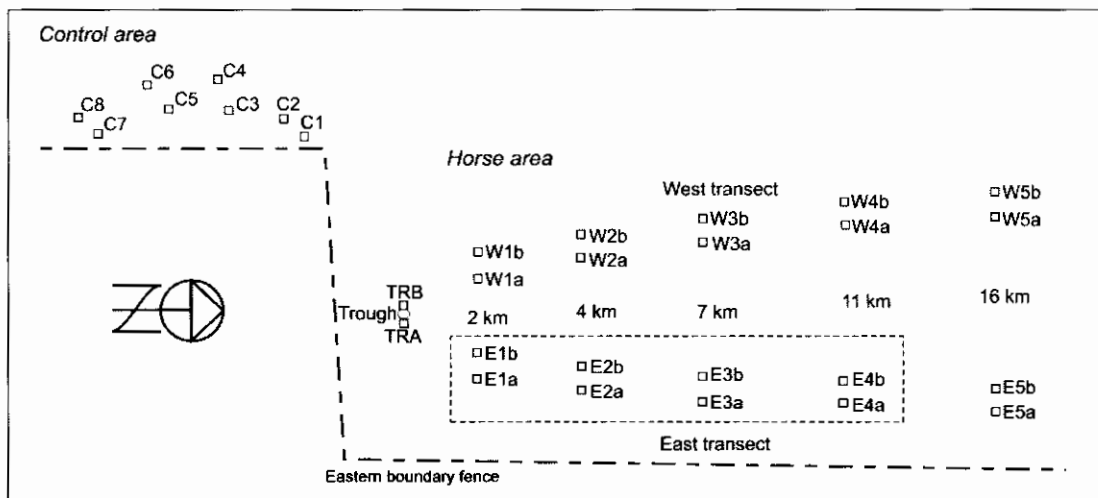 Control area
C6
C4
C8
C5
C3
C2
C7
C1
Horse area
West transect
W5b
W4b
W5a
W3b
W4a
W2b
W3a
W1b
W2a
W1a
TRB
Trough
TRA
2 km
4 km
7 km
11 km
16 km
E1b
E2b
E1a
E3b
E4b
E2a
E5b
E3a
E4a
E5a
East transect
Eastern boundary fence